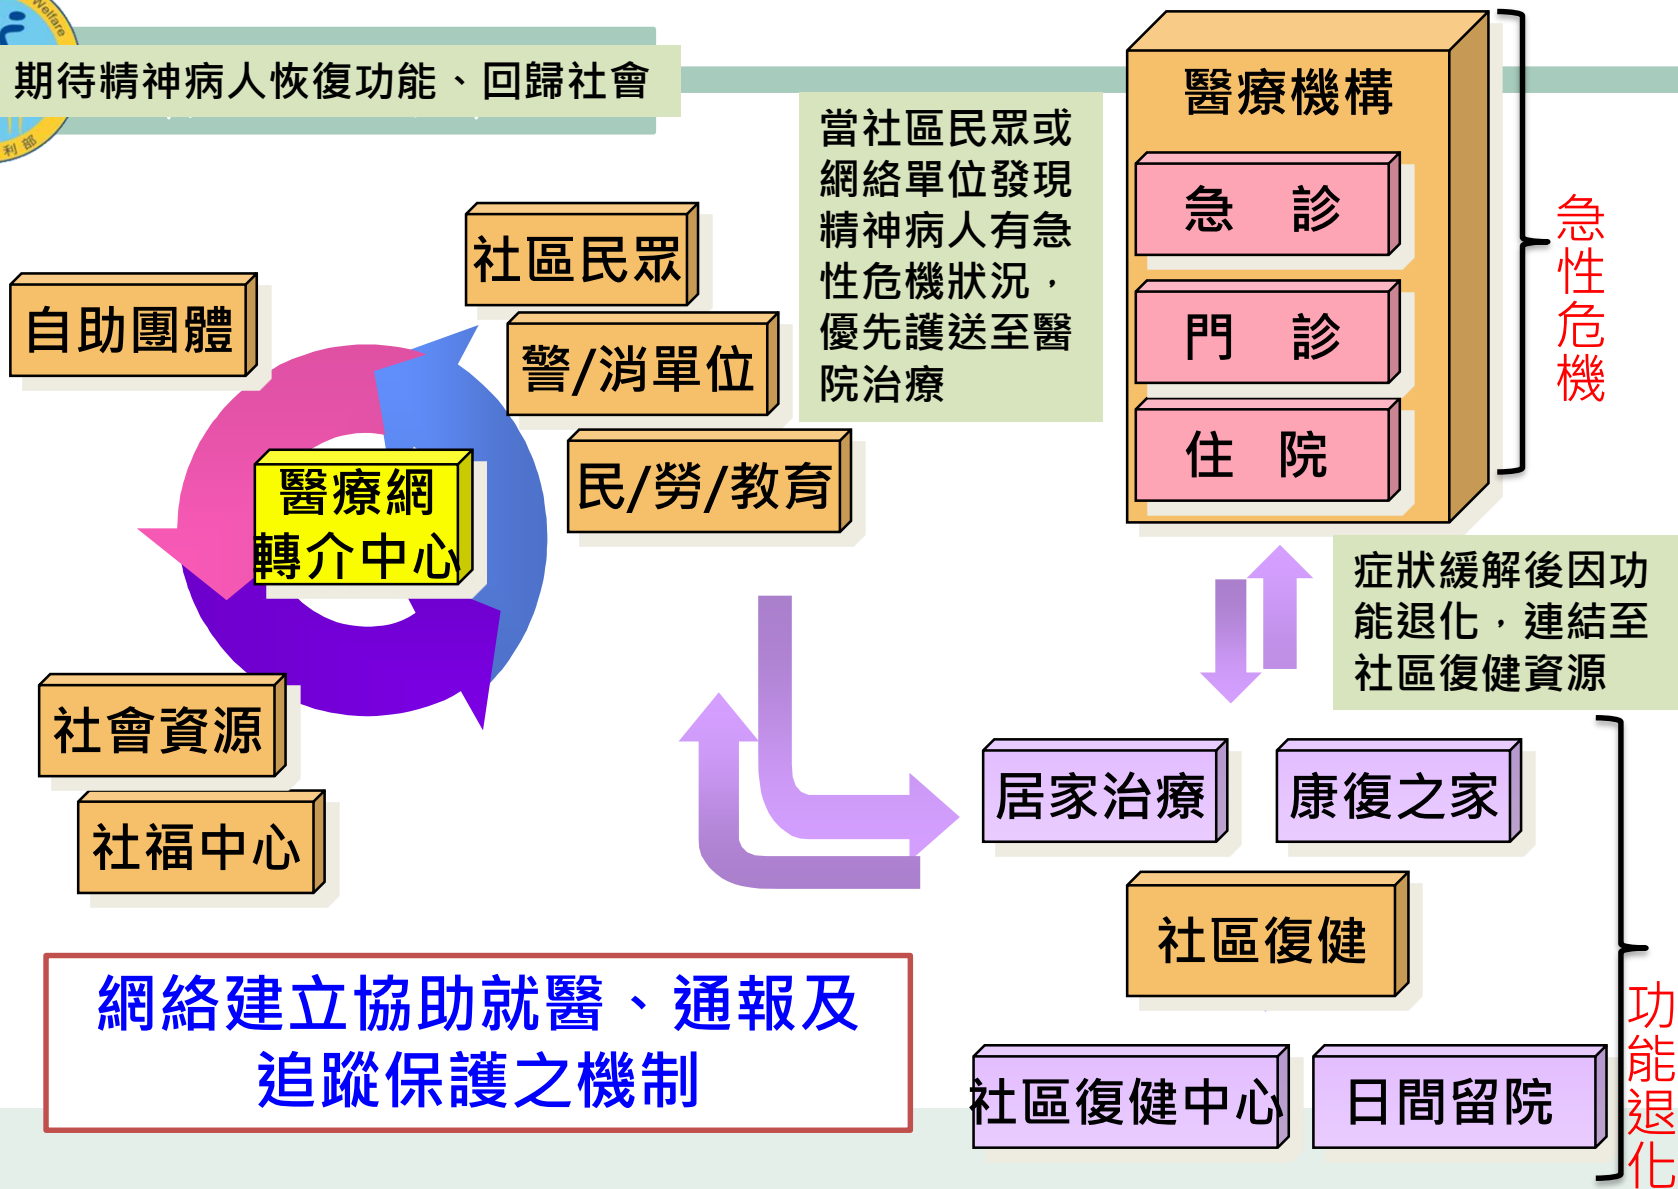 Welfare
利部
期待精神病人恢復功能、回歸社會
當社區民眾或
網絡單位發現
精神病人有急
性危機狀況，
優先護送至醫
院治療
醫療機構
急 診
門 診
住 院
急性危機
社區民眾
自助團體
警/消單位
民/勞/教育
醫療網
轉介中心
社會資源
社福中心
症狀緩解後因功
能退化，連結至
社區復健資源
居家治療
康復之家
社區復健
社區復健中心
日間留院
功能退化
網絡建立協助就醫、通報及
追蹤保護之機制